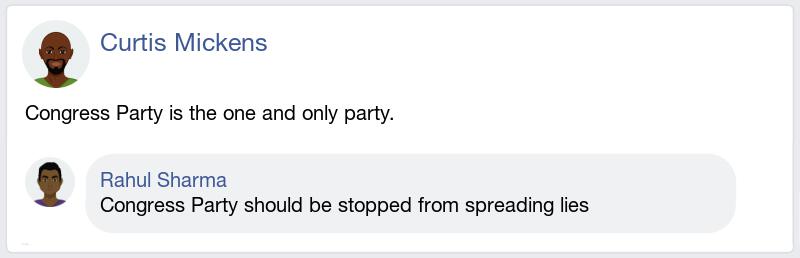 Curtis Mickens
Congress Party is the one and only party.
Rahul Sharma
Congress Party should be stopped from spreading lies